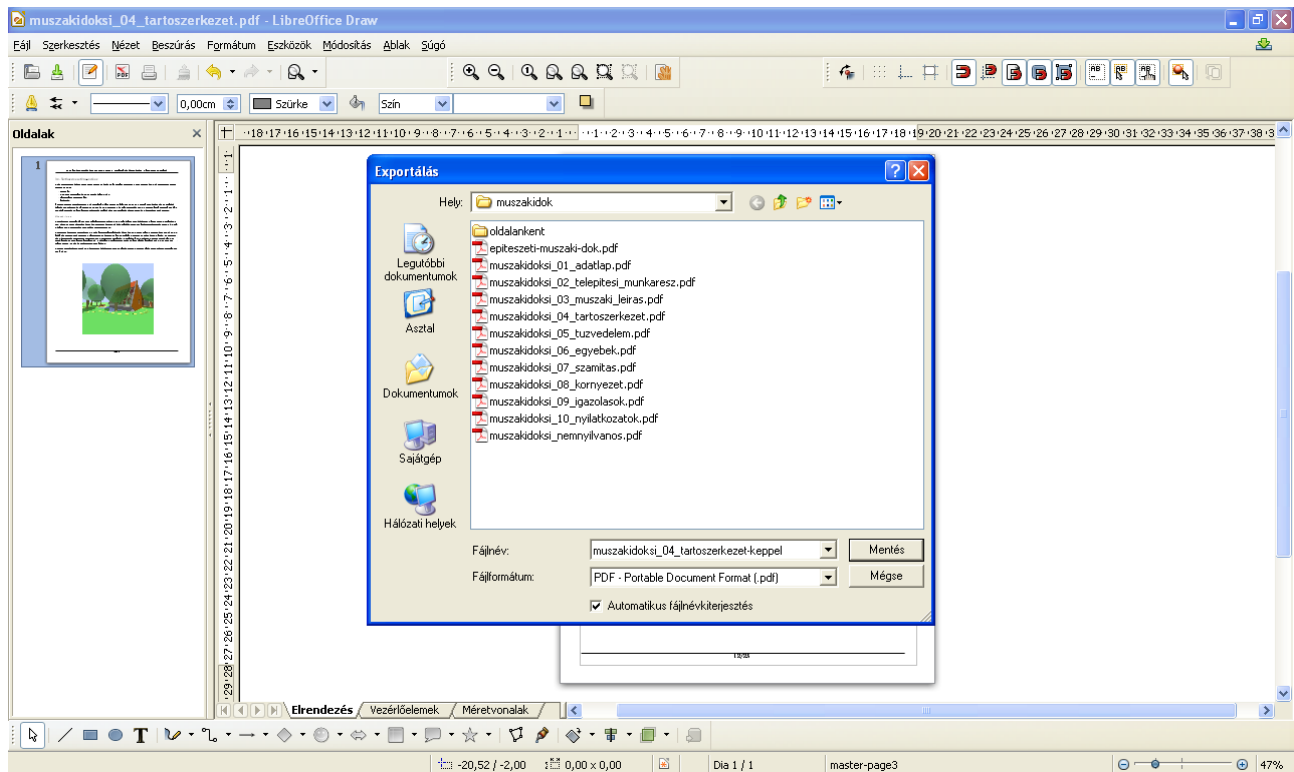 muszakidoksi_04_tartoszerkezet.pdf - LibreOffice Draw
Fájl Szerkesztés Nézet Beszúrás Formátum Eszközök Módosítás Ablak Súgó
0,00cm Szürke Szín
Oldalak
1
Exportálás
Hely: muszakidok
Legutóbbi dokumentumok
Asztal
Dokumentumok
Sajátgép
Hálózati helyek
oldalankent
epiteszeti-muszaki-dok.pdf
muszakidoksi_01_adatlap.pdf
muszakidoksi_02_telepitesi_munkaresz.pdf
muszakidoksi_03_muszaki_leiras.pdf
muszakidoksi_04_tartoszerkezet.pdf
muszakidoksi_05_tuzvedelem.pdf
muszakidoksi_06_egyebek.pdf
muszakidoksi_07_szamitas.pdf
muszakidoksi_08_kornyezet.pdf
muszakidoksi_09_igazolasok.pdf
muszakidoksi_10_nyilatkozatok.pdf
muszakidoksi_nemnyilvanos.pdf
Fájlnév: muszakidoksi_04_tartoszerkezet-keppel Mentés
Fájlformátum: PDF - Portable Document Format (.pdf) Mégse
Automatikus fájlnévkiterjesztés
Elrendezés Vezérlőelemek Méretvonalak
-20,52 / -2,00 0,00 x 0,00 Dia 1 / 1 master-page3 47%